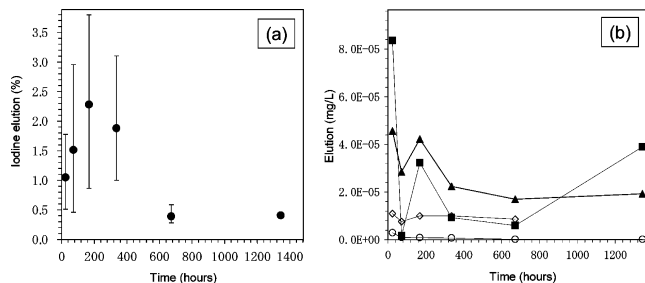 (a)
Iodine elution (%)
3.5
3.0
2.5
2.0
1.5
1.0
0.5
0.0
0 200 400 600 800 1000 1200 1400
Time (hours)
(b)
Elution (mg/L)
8.0E-05
6.0E-05
4.0E-05
2.0E-05
0.0E+00
0 200 400 600 800 1000 1200
Time (hours)